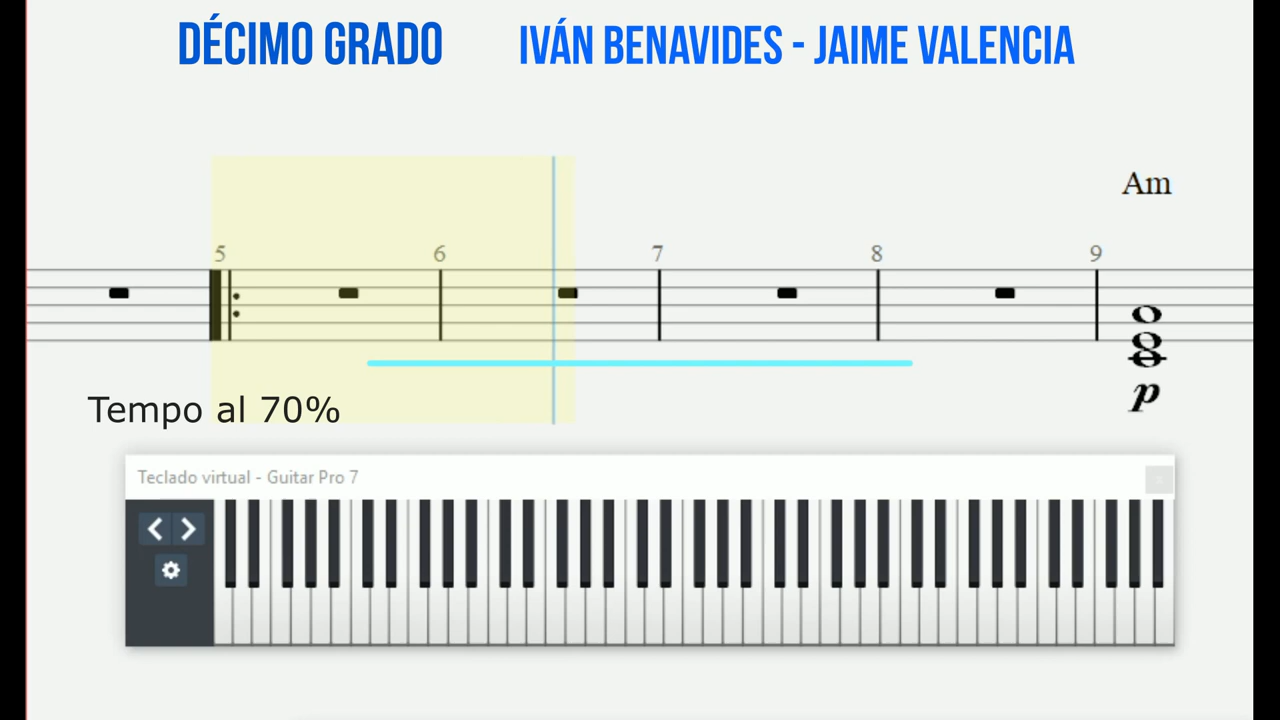 DÉCIMO GRADO IVÁN BENAVIDES - JAIME VALENCIA
Am
5 6 7 8 9
p
Tempo al 70%
Teclado virtual - Guitar Pro 7